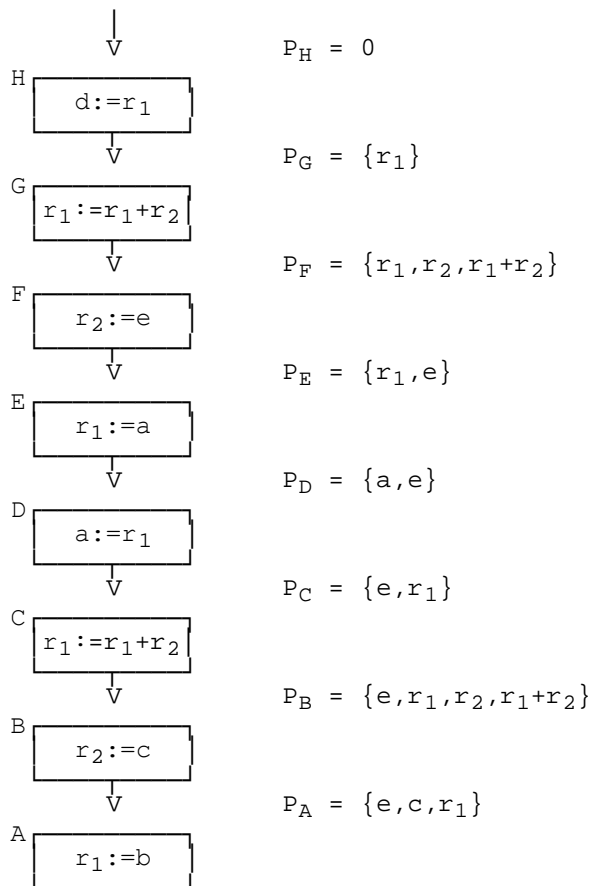 V P_H = 0
H
d:=r_1
V P_G = {r_1}
G
r_1:=r_1+r_2
V P_F = {r_1,r_2,r_1+r_2}
F
r_2:=e
V P_E = {r_1,e}
E
r_1:=a
V P_D = {a,e}
D
a:=r_1
V P_C = {e,r_1}
C
r_1:=r_1+r_2
V P_B = {e,r_1,r_2,r_1+r_2}
B
r_2:=c
V P_A = {e,c,r_1}
A
r_1:=b